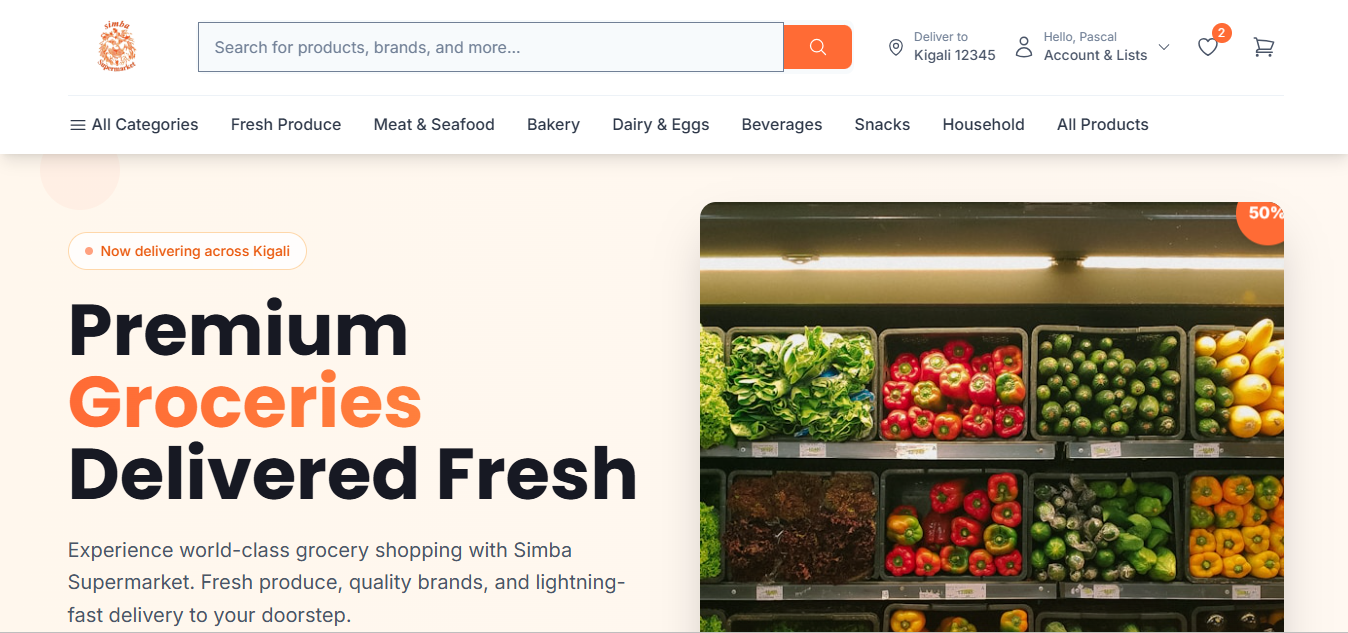 simba
Supermarket
Search for products, brands, and more...
Deliver to
Kigali 12345
Hello, Pascal
Account & Lists
2
All Categories
Fresh Produce
Meat & Seafood
Bakery
Dairy & Eggs
Beverages
Snacks
Household
All Products
Now delivering across Kigali
50%
Premium
Groceries
Delivered Fresh
Experience world-class grocery shopping with Simba
Supermarket. Fresh produce, quality brands, and lightning-
fast delivery to your doorstep.